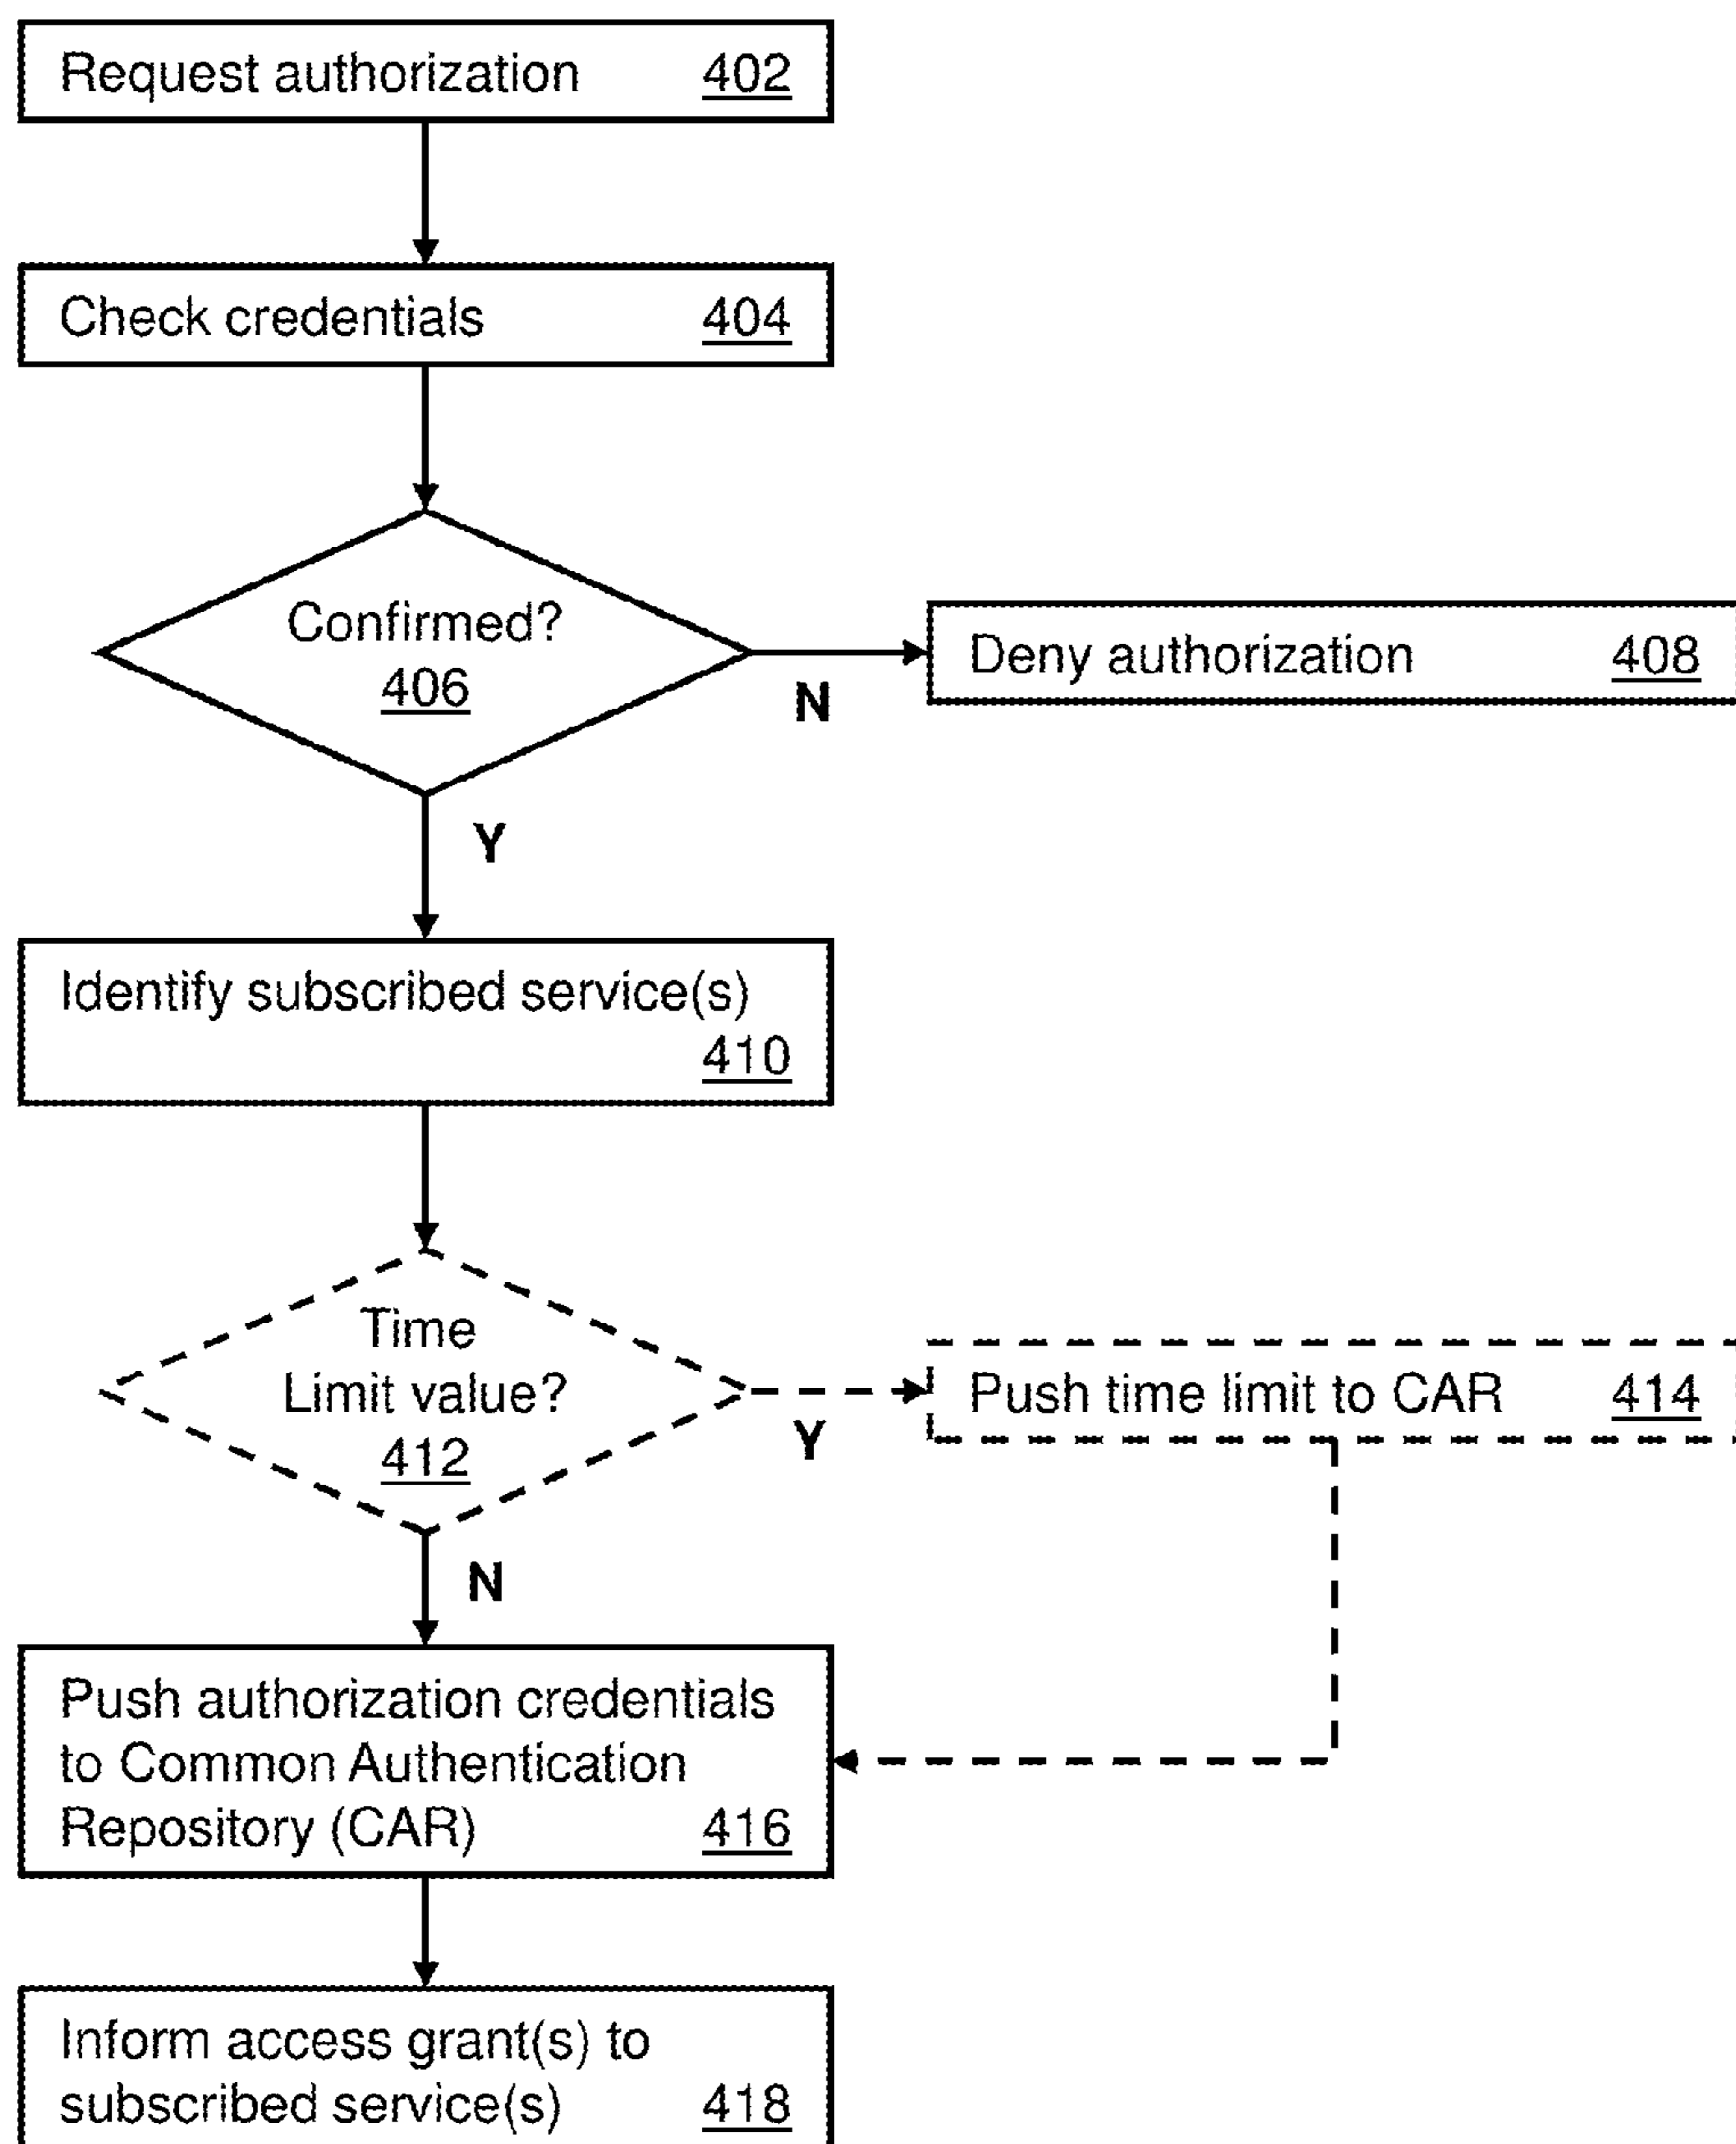 Request authorization 402
Check credentials 404
Confirmed?
406
N
Deny authorization 408
Y
Identify subscribed service(s)
410
Time
Limit value?
412
Y
Push time limit to CAR 414
N
Push authorization credentials
to Common Authentication
Repository (CAR) 416
Inform access grant(s) to
subscribed service(s) 418